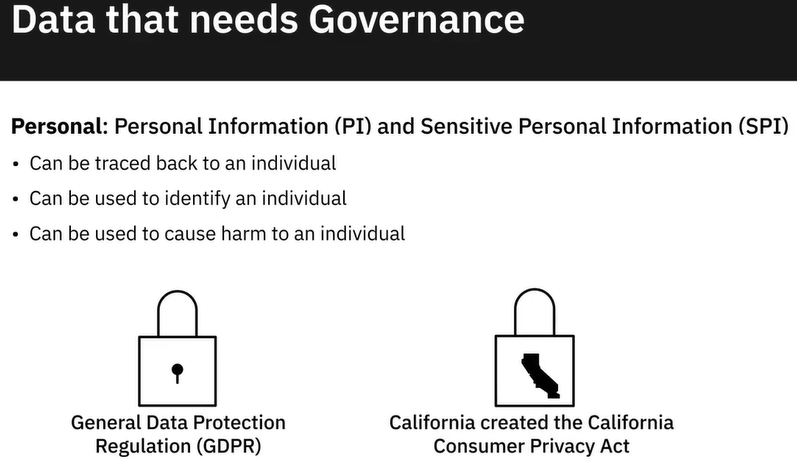 Data that needs Governance
Personal: Personal Information (PI) and Sensitive Personal Information (SPI)
• Can be traced back to an individual
• Can be used to identify an individual
• Can be used to cause harm to an individual
General Data Protection
Regulation (GDPR)
California created the California
Consumer Privacy Act